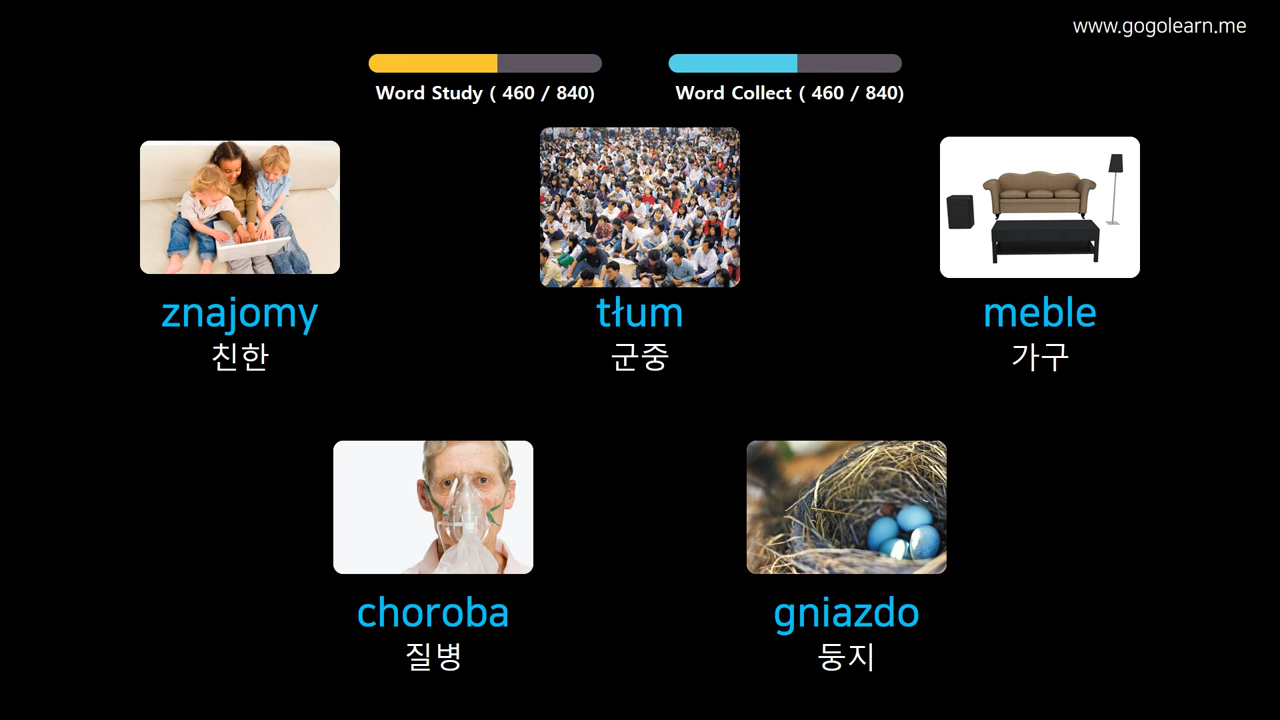 www.gogolearn.me
Word Study ( 460 / 840)
Word Collect ( 460 / 840)
znajomy
친한
tłum
군중
meble
가구
choroba
질병
gniazdo
둥지